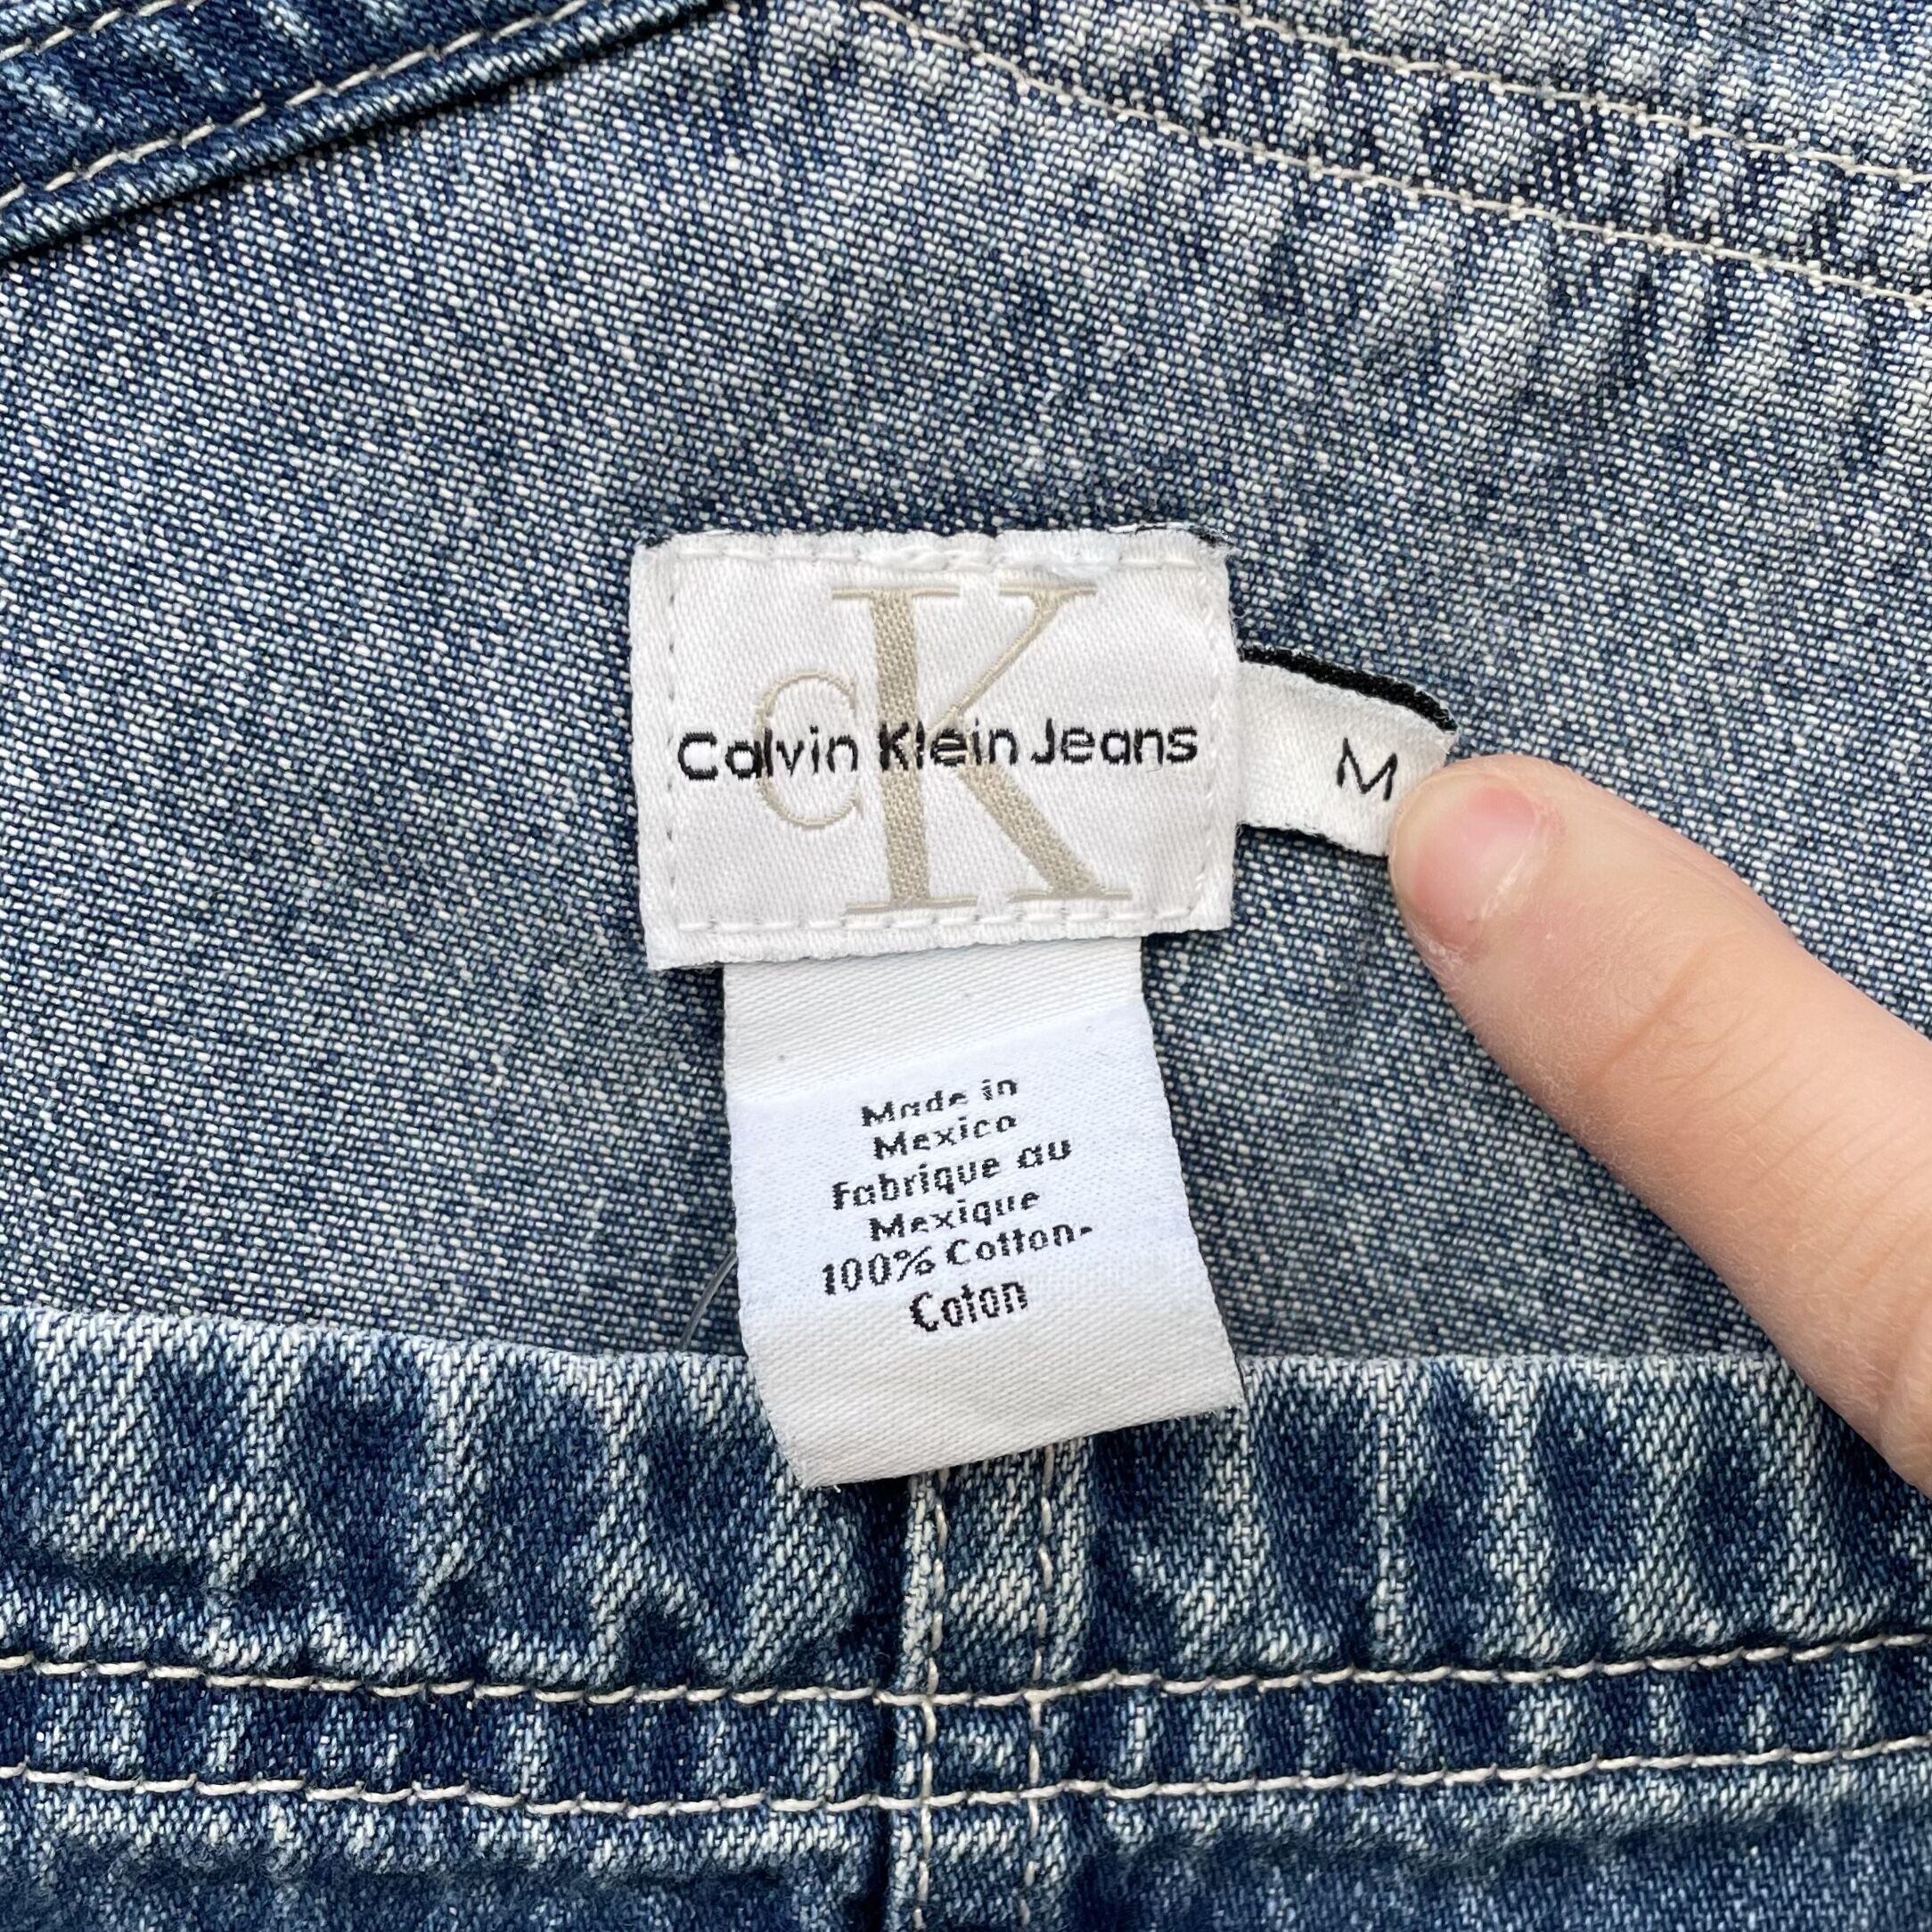 cK
Calvin Klein Jeans
M
Made in
Mexico
Fabrique au
Mexique
100% Cotton-
Coton